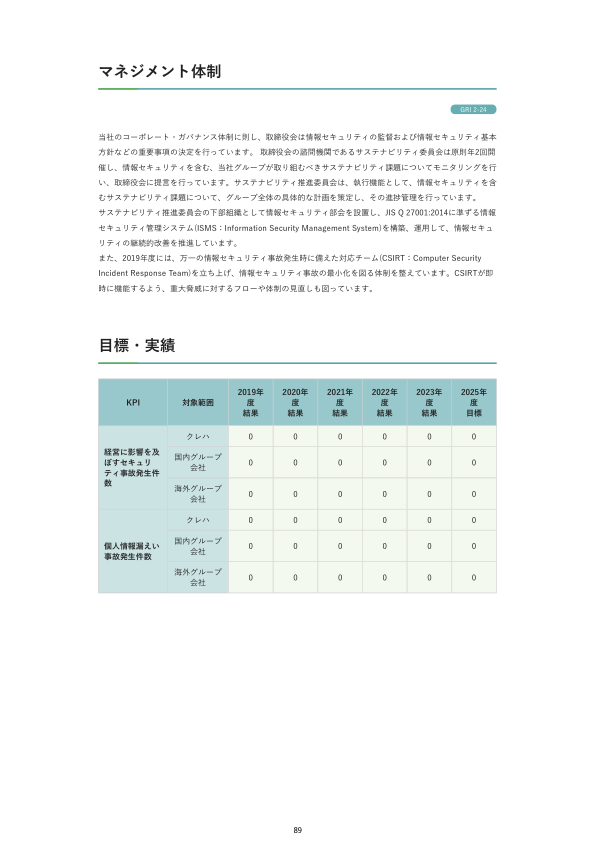 マネジメント体制
GRI 2-24
当社のコーポレート・ガバナンス体制に則し、取締役会は情報セキュリティの監督および情報セキュリティ基本
方針などの重要事項の決定を行っています。 取締役会の諮問機関であるサステナビリティ委員会は原則年2回開
催し、情報セキュリティを含む、当社グループが取り組むべきサステナビリティ課題についてモニタリングを行
い、取締役会に提言を行っています。サステナビリティ推進委員会は、執行機能として、情報セキュリティを含
むサステナビリティ課題について、グループ全体の具体的な計画を策定し、その進捗管理を行っています。
サステナビリティ推進委員会の下部組織として情報セキュリティ部会を設置し、JIS Q 27001:2014に準ずる情報
セキュリティ管理システム(ISMS：Information Security Management System)を構築、運用して、情報セキュ
リティの継続的改善を推進しています。
また、2019年度には、万一の情報セキュリティ事故発生時に備えた対応チーム(CSIRT：Computer Security
Incident Response Team)を立ち上げ、情報セキュリティ事故の最小化を図る体制を整えています。CSIRTが即
時に機能するよう、重大脅威に対するフローや体制の見直しも図っています。
目標・実績
KPI 対象範囲 2019年度結果 2020年度結果 2021年度結果 2022年度結果 2023年度結果 2025年度目標
経営に影響を及ぼすセキュリティ事故発生件数 クレハ 0 0 0 0 0 0
国内グループ会社 0 0 0 0 0 0
海外グループ会社 0 0 0 0 0 0
個人情報漏えい事故発生件数 クレハ 0 0 0 0 0 0
国内グループ会社 0 0 0 0 0 0
海外グループ会社 0 0 0 0 0 0
89